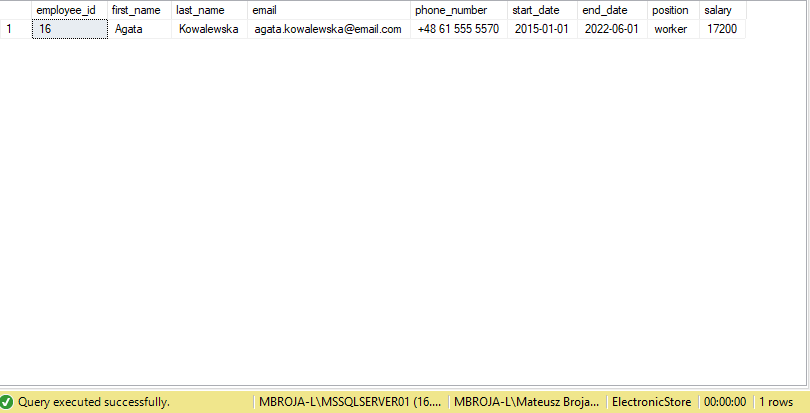 employee_id first_name last_name email phone_number start_date end_date position salary
1 16 Agata Kowalewska agata.kowalewska@email.com +48 61 555 5570 2015-01-01 2022-06-01 worker 17200
Query executed successfully. MBROJA-L\MSSQLSERVER01 (16.... MBROJA-L\Mateusz Broja... ElectronicStore 00:00:00 1 rows